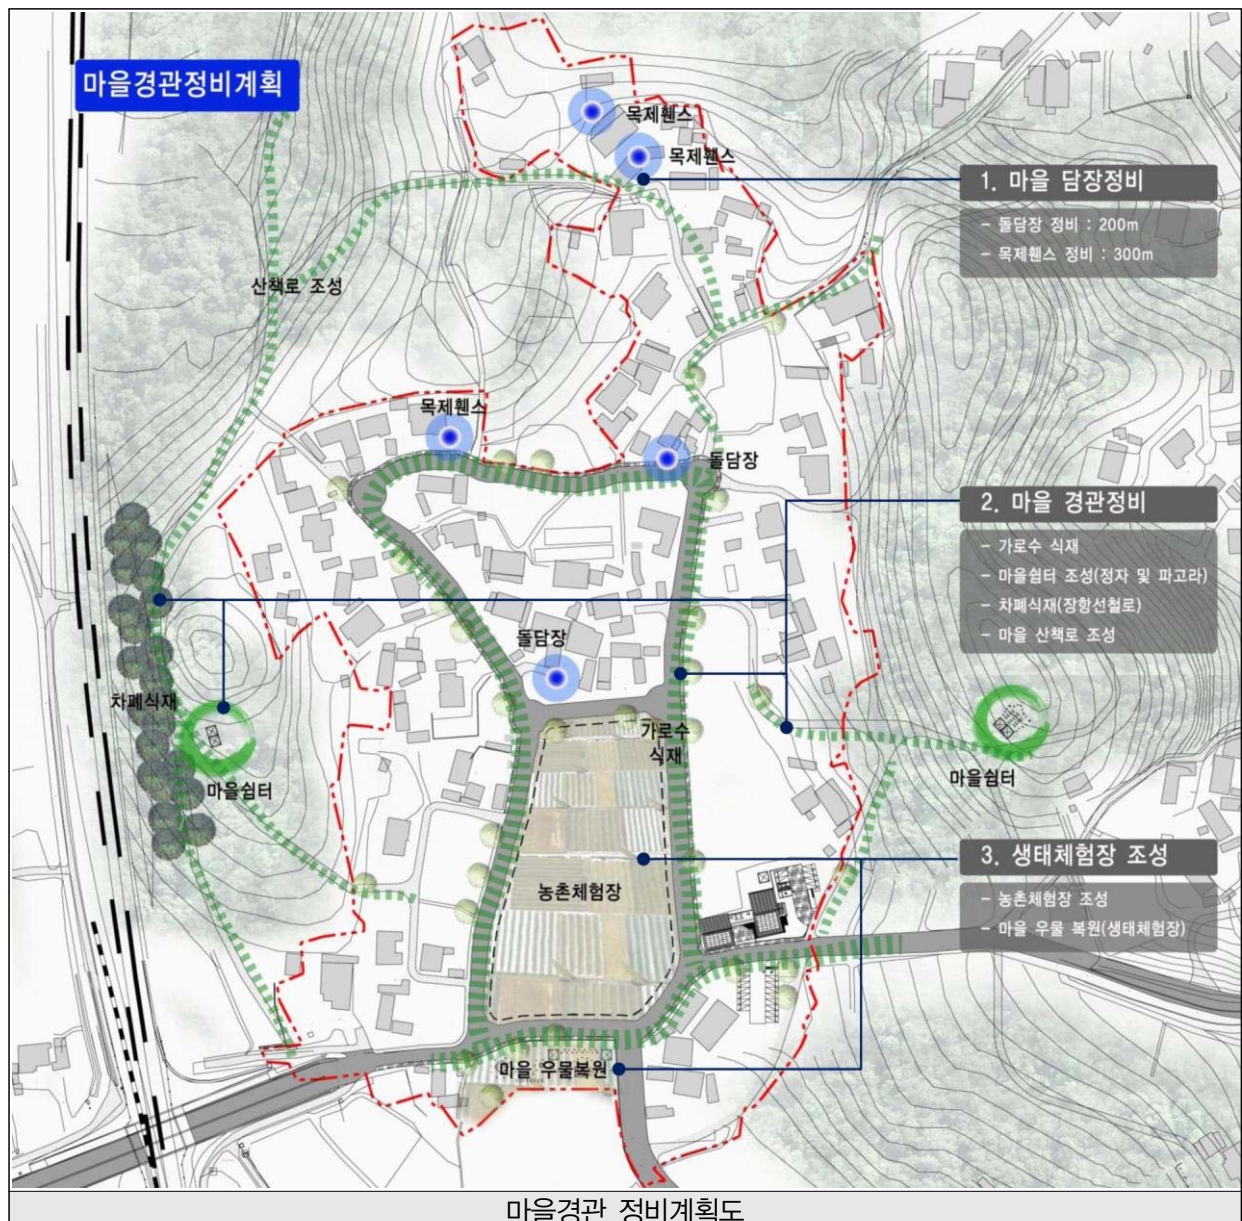 마을경관정비계획
목제휀스
목제휀스
1. 마을 담장정비
- 돌담장 정비 : 200m
- 목제휀스 정비 : 300m
산책로 조성
목제휀스
돌담장
2. 마을 경관정비
- 가로수 식재
- 마을쉼터 조성(정자 및 파고라)
- 차폐식재(장항선철로)
- 마을 산책로 조성
돌담장
차폐식재
가로수
식재
마을쉼터
마을쉼터
3. 생태체험장 조성
- 농촌체험장 조성
- 마을 우물 복원(생태체험장)
농촌체험장
마을 우물복원
마을경관 정비계획도